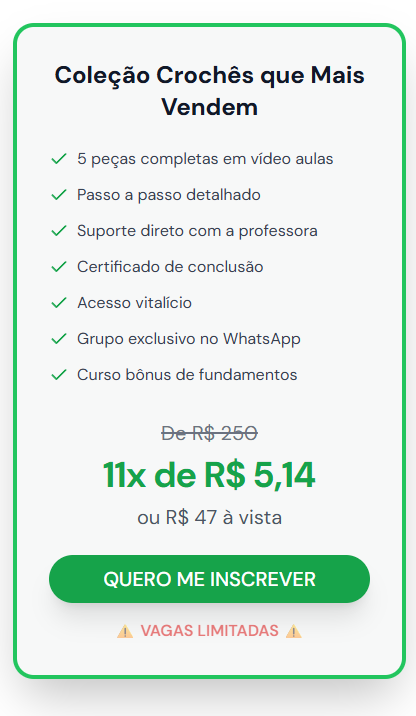 Coleção Crochês que Mais
Vendem
5 peças completas em vídeo aulas
Passo a passo detalhado
Suporte direto com a professora
Certificado de conclusão
Acesso vitalício
Grupo exclusivo no WhatsApp
Curso bônus de fundamentos
De R$ 250
11x de R$ 5,14
ou R$ 47 à vista
QUERO ME INSCREVER
⚠️ VAGAS LIMITADAS ⚠️